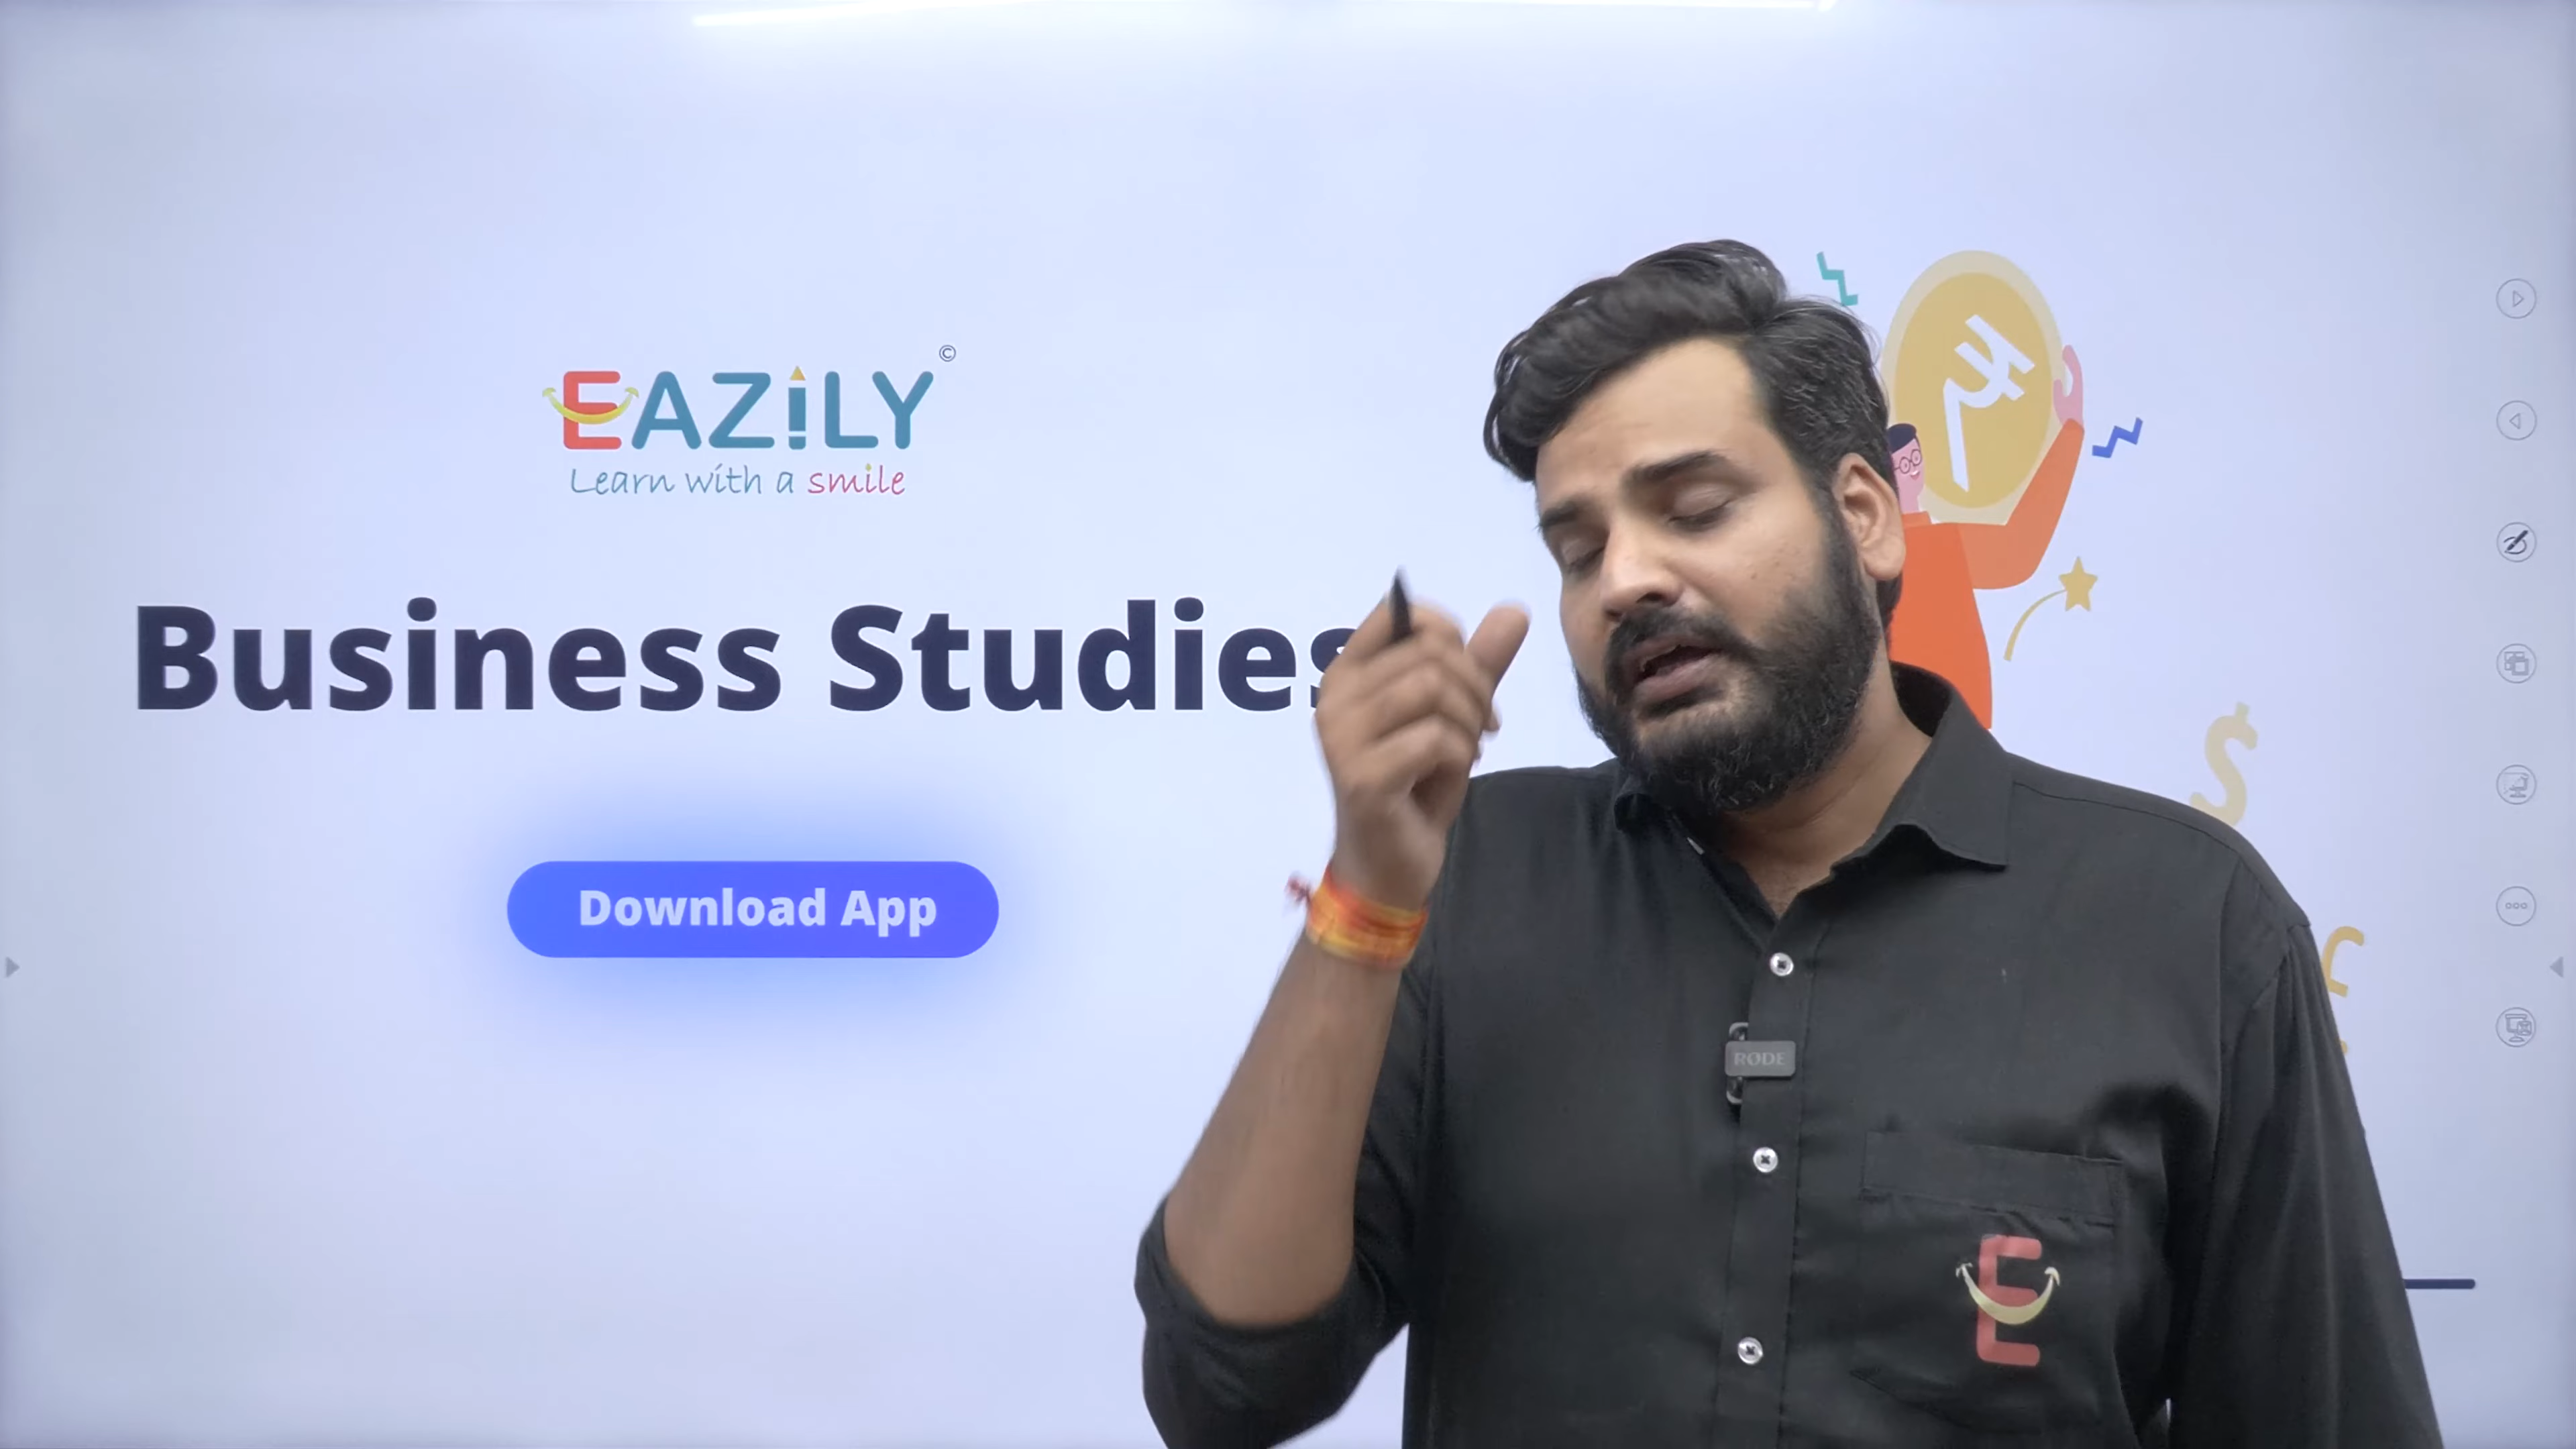 EAZiLY©
Learn with a smile
Business Studies
Download App
RØDE
E